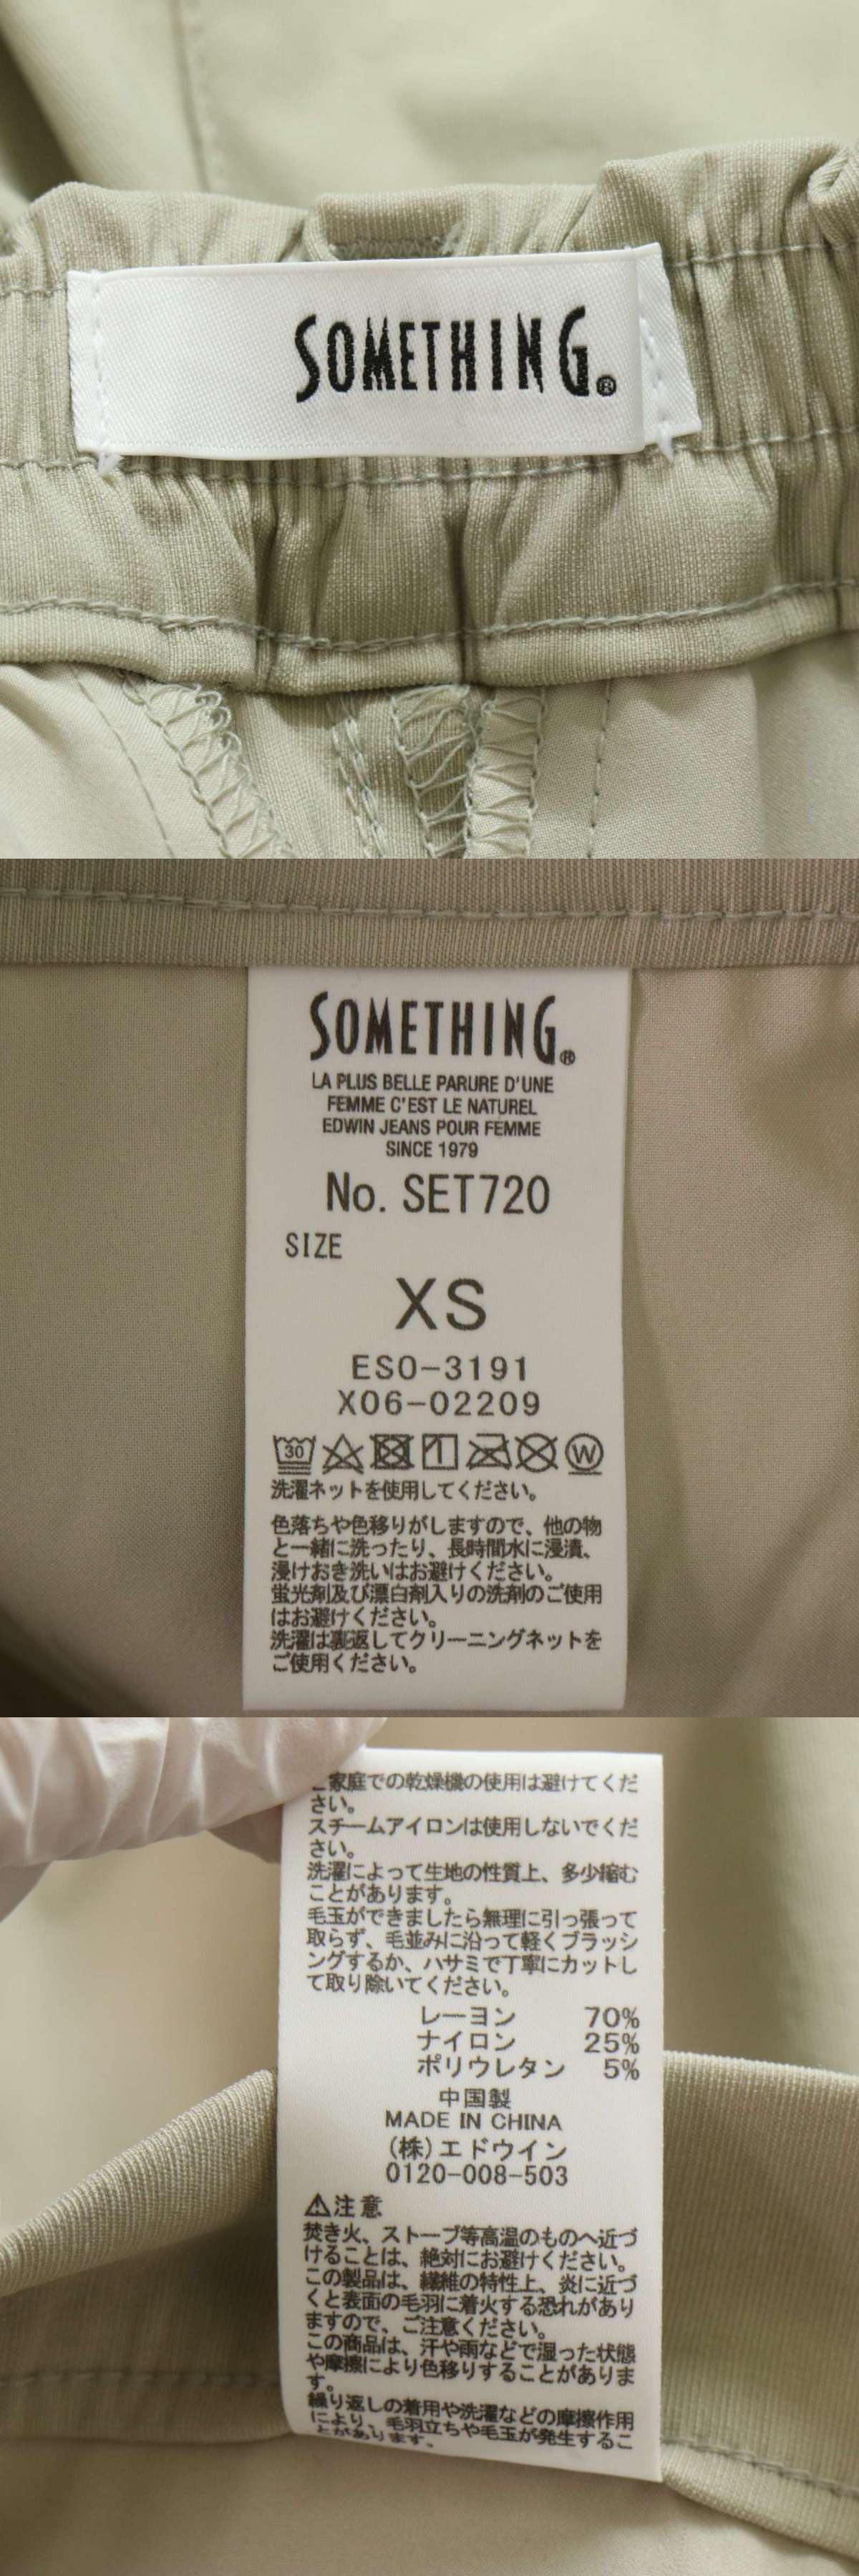 SOMETHING®
SOMETHING®
LA PLUS BELLE PARURE D'UNE
FEMME C'EST LE NATUREL
EDWIN JEANS POUR FEMME
SINCE 1979
No. SET720
SIZE
XS
ESO-3191
X06-02209
30 W
洗濯ネットを使用してください。
色落ちや色移りがしますので、他の物
と一緒に洗ったり、長時間水に浸漬、
浸けおき洗いはお避けください。
蛍光剤及び漂白剤入りの洗剤のご使用
はお避けください。
洗濯は裏返してクリーニングネットを
ご使用ください。
ご家庭での乾燥機の使用は避けてくだ
さい。
スチームアイロンは使用しないでくだ
さい。
洗濯によって生地の性質上、多少縮む
ことがあります。
毛玉ができましたら無理に引っ張って
取らず、毛並みに沿って軽くブラッシ
ングするか、ハサミで丁寧にカットし
て取り除いてください。
レーヨン 70%
ナイロン 25%
ポリウレタン 5%
中国製
MADE IN CHINA
(株)エドウイン
0120-008-503
⚠注意
焚き火、ストーブ等高温のものへ近づ
けることは、絶対にお避けください。
この製品は、繊維の特性上、炎に近づ
くと表面の毛羽に着火する恐れがあり
ますので、ご注意ください。
この商品は、汗や雨などで湿った状態
や摩擦により色移りすることがありま
す。
繰り返しの着用や洗濯などの摩擦作用
により、毛羽立ちや毛玉が発生するこ
とがあります。